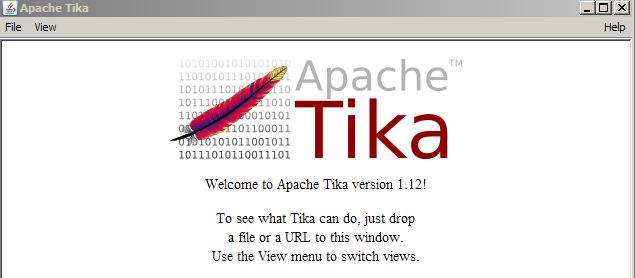 Apache Tika
File View Help
Apache™
Tika
10111010110011101
Welcome to Apache Tika version 1.12!
To see what Tika can do, just drop
a file or a URL to this window.
Use the View menu to switch views.